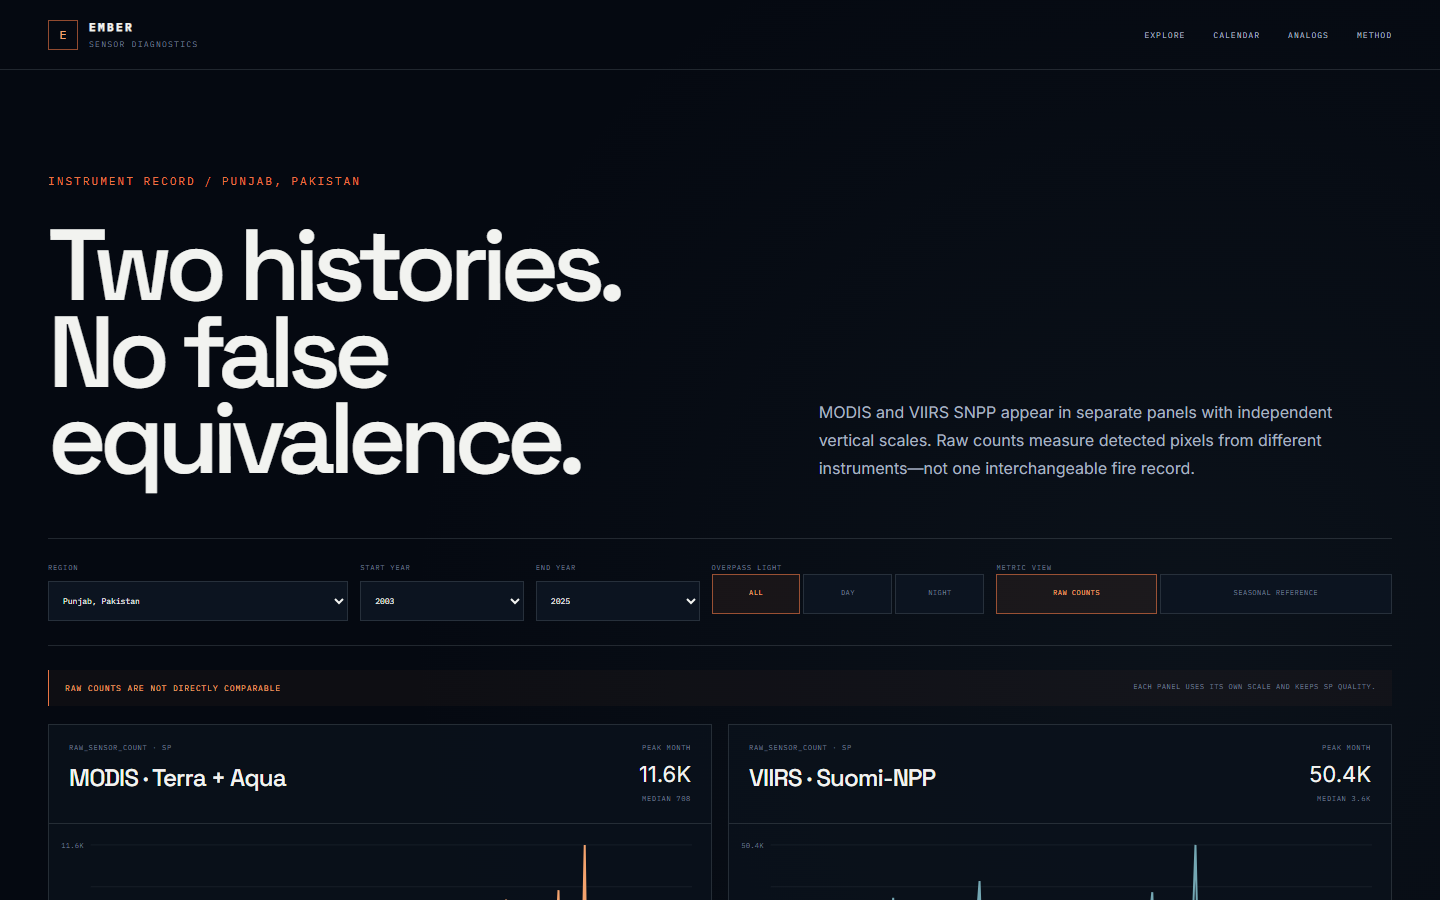 E
EMBER
SENSOR DIAGNOSTICS
EXPLORE CALENDAR ANALOGS METHOD
INSTRUMENT RECORD / PUNJAB, PAKISTAN
Two histories.
No false
equivalence.
MODIS and VIIRS SNPP appear in separate panels with independent
vertical scales. Raw counts measure detected pixels from different
instruments—not one interchangeable fire record.
REGION START YEAR END YEAR OVERPASS LIGHT METRIC VIEW
Punjab, Pakistan 2003 2025 ALL DAY NIGHT RAW COUNTS SEASONAL REFERENCE
RAW COUNTS ARE NOT DIRECTLY COMPARABLE
EACH PANEL USES ITS OWN SCALE AND KEEPS SP QUALITY.
RAW_SENSOR_COUNT · SP
MODIS · Terra + Aqua
PEAK MONTH
11.6K
MEDIAN 708
11.6K
RAW_SENSOR_COUNT · SP
VIIRS · Suomi-NPP
PEAK MONTH
50.4K
MEDIAN 3.6K
50.4K